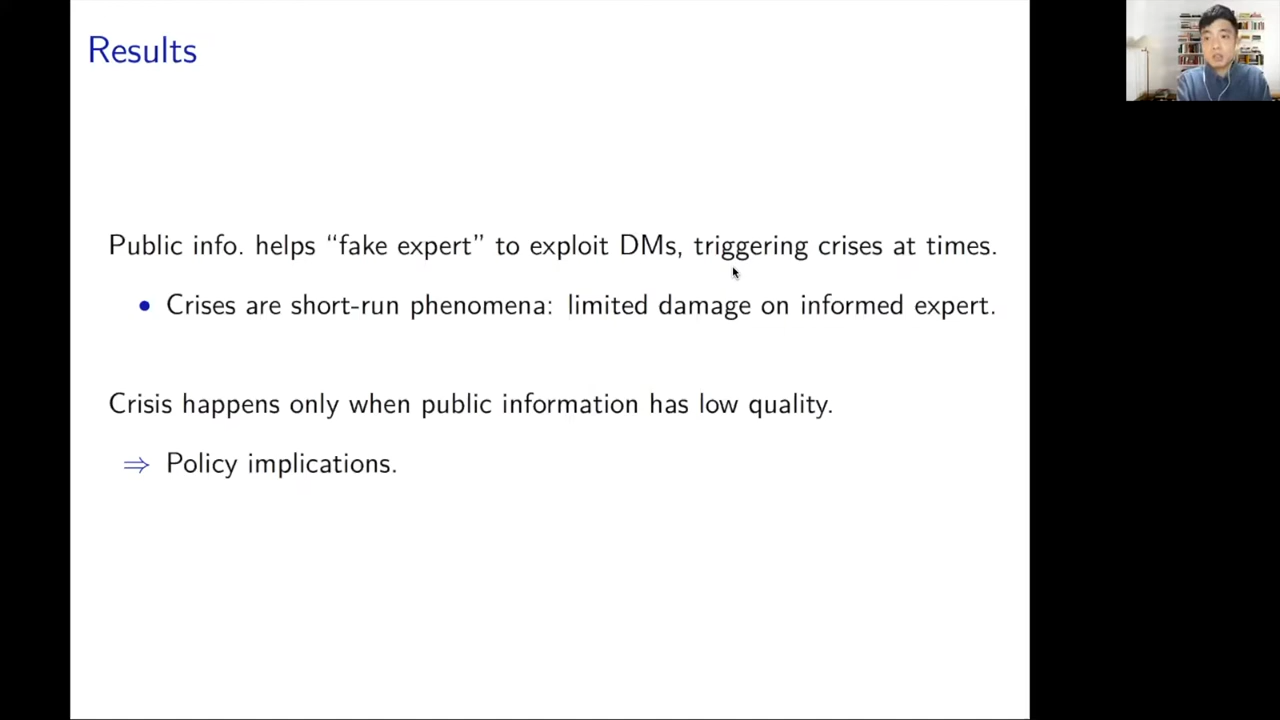 Results
Public info. helps “fake expert” to exploit DMs, triggering crises at times.
• Crises are short-run phenomena: limited damage on informed expert.
Crisis happens only when public information has low quality.
⇒ Policy implications.